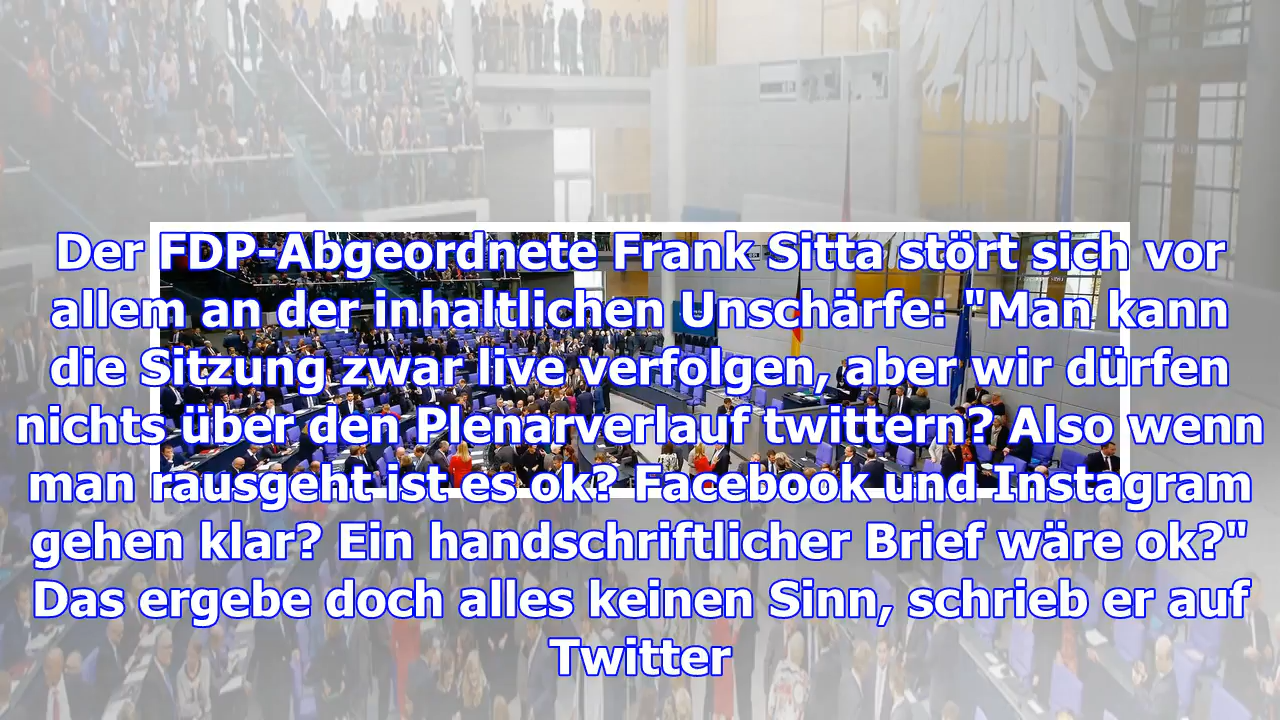 Der FDP-Abgeordnete Frank Sitta stört sich vor
allem an der inhaltlichen Unschärfe: "Man kann
die Sitzung zwar live verfolgen, aber wir dürfen
nichts über den Plenarverlauf twittern? Also wenn
man rausgeht ist es ok? Facebook und Instagram
gehen klar? Ein handschriftlicher Brief wäre ok?"
Das ergebe doch alles keinen Sinn, schrieb er auf
Twitter